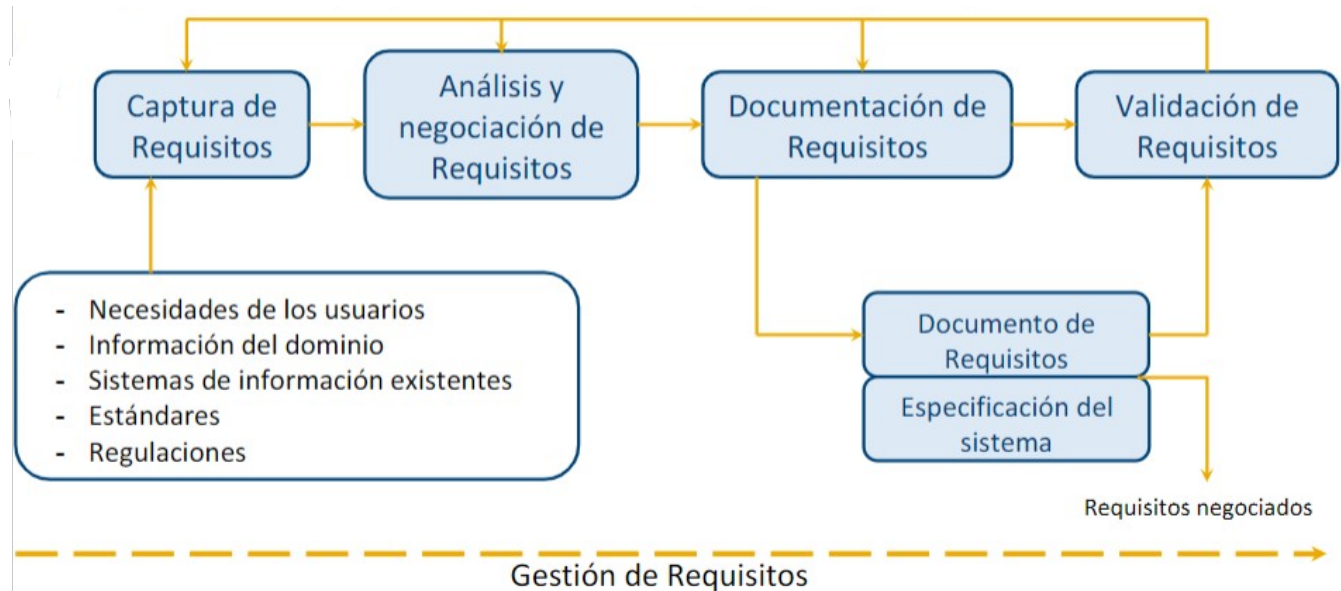 Captura de
Requisitos
Análisis y
negociación de
Requisitos
Documentación de
Requisitos
Validación de
Requisitos
- Necesidades de los usuarios
- Información del dominio
- Sistemas de información existentes
- Estándares
- Regulaciones
Documento de
Requisitos
Especificación del
sistema
Requisitos negociados
Gestión de Requisitos